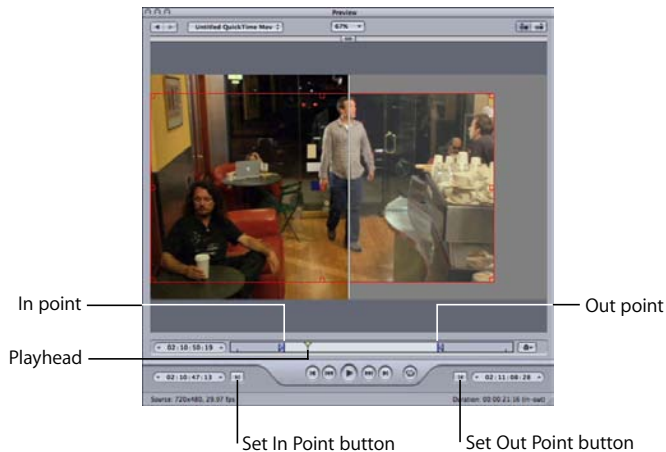 Preview
Untitled QuickTime Mov
67%
In point
Out point
02:10:50:19
Playhead
02:10:47:13
02:11:08:28
Source: 720x480, 29.97 fps
Duration: 00:00:21:16 (in-out)
Set In Point button
Set Out Point button